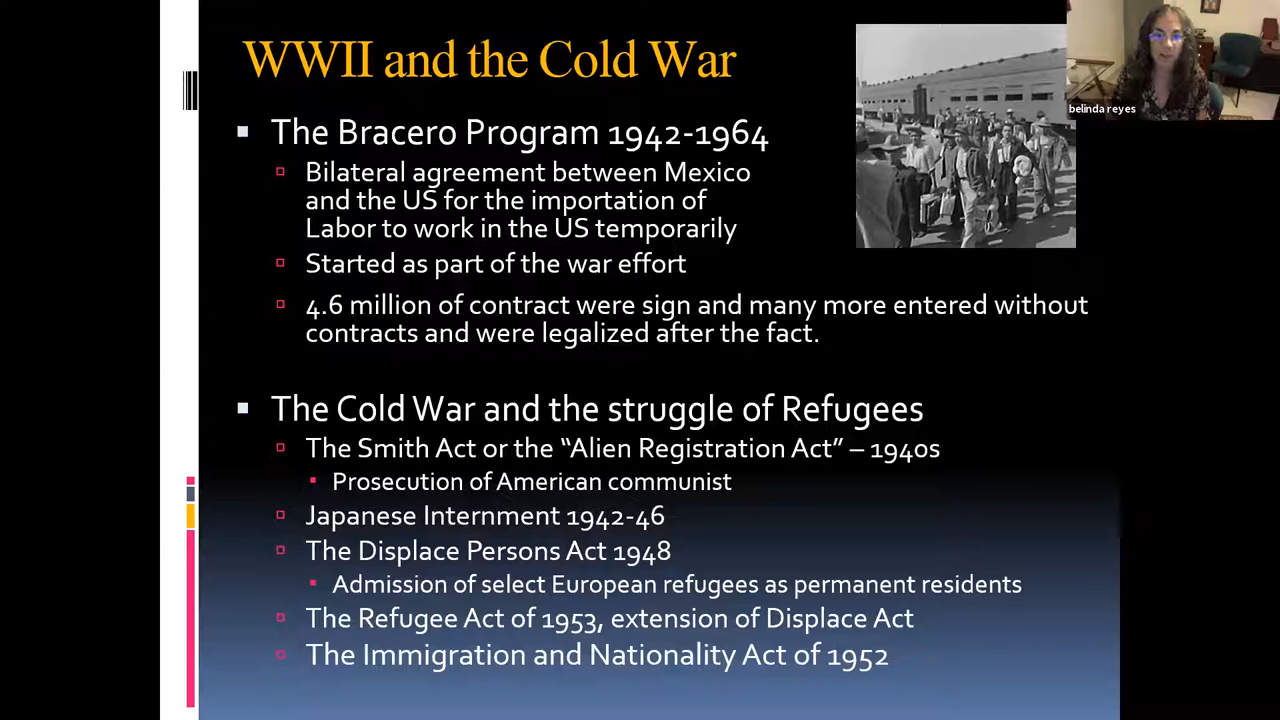 WWII and the Cold War
belinda reyes
The Bracero Program 1942-1964
Bilateral agreement between Mexico
and the US for the importation of
Labor to work in the US temporarily
Started as part of the war effort
4.6 million of contract were sign and many more entered without
contracts and were legalized after the fact.
The Cold War and the struggle of Refugees
The Smith Act or the “Alien Registration Act” – 1940s
Prosecution of American communist
Japanese Internment 1942-46
The Displace Persons Act 1948
Admission of select European refugees as permanent residents
The Refugee Act of 1953, extension of Displace Act
The Immigration and Nationality Act of 1952